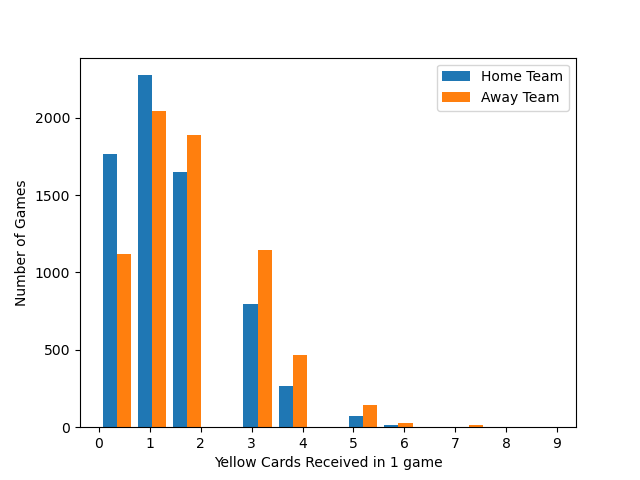 Home Team
Away Team
2000
1500
1000
500
0
0 1 2 3 4 5 6 7 8 9
Number of Games
Yellow Cards Received in 1 game